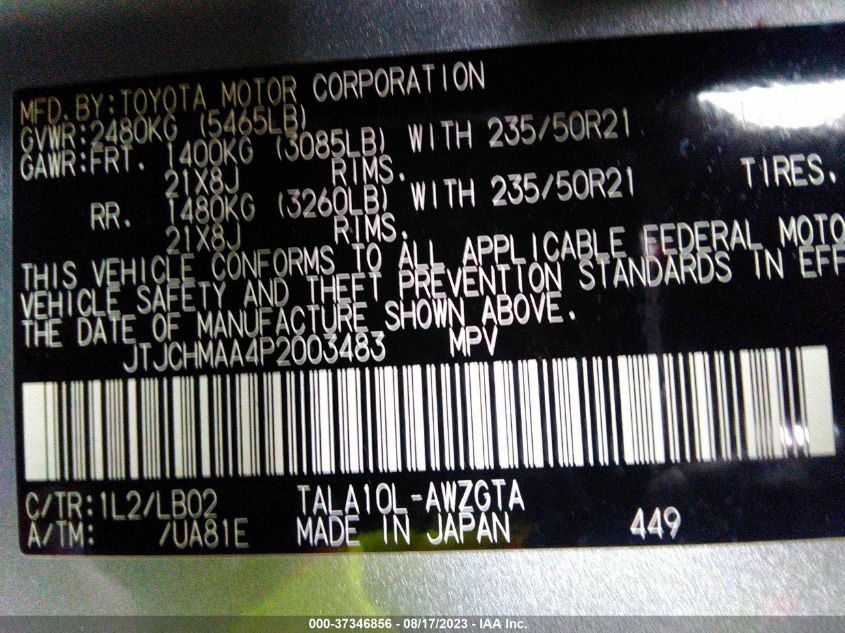 MFD.BY:TOYOTA MOTOR CORPORATION
GVWR:2480KG (5465LB)
GAWR:FRT. 1400KG (3085LB) WITH 235/50R21
21X8J RIMS. TIRES,
RR. 1480KG (3260LB) WITH 235/50R21
21X8J RIMS.
THIS VEHICLE CONFORMS TO ALL APPLICABLE FEDERAL MOTO
VEHICLE SAFETY AND THEFT PREVENTION STANDARDS IN EFF
THE DATE OF MANUFACTURE SHOWN ABOVE.
JTJCHMAA4P2003483 MPV
C/TR:1L2/LB02 TALA10L-AWZGTA
A/TM: /UA81E MADE IN JAPAN 449
000-37346856 - 08/17/2023 - IAA Inc.